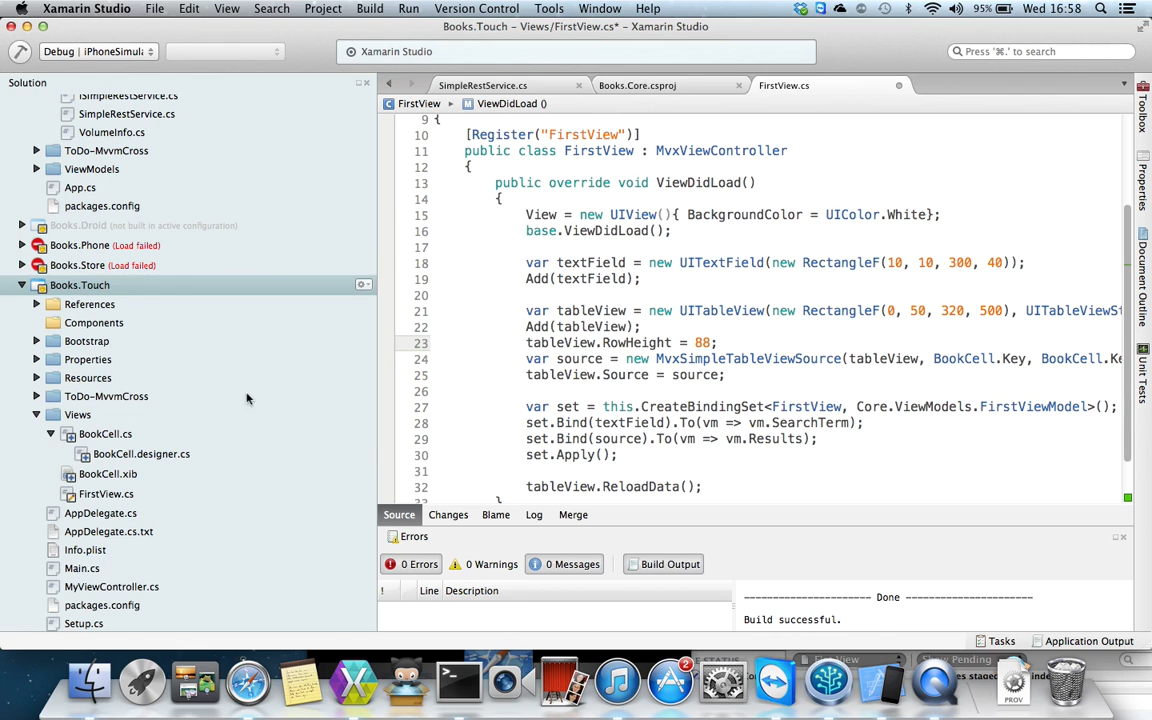 Xamarin Studio File Edit View Search Project Build Run Version Control Tools Window Help 95% Wed 16:58
Books.Touch – Views/FirstView.cs* – Xamarin Studio
Debug | iPhoneSimula
Xamarin Studio
Press '⌘.' to search
Solution
ISimpleRestService.cs
SimpleRestService.cs
VolumeInfo.cs
ToDo-MvvmCross
ViewModels
App.cs
packages.config
Books.Droid (not built in active configuration)
Books.Phone (Load failed)
Books.Store (Load failed)
Books.Touch
References
Components
Bootstrap
Properties
Resources
ToDo-MvvmCross
Views
BookCell.cs
BookCell.designer.cs
BookCell.xib
FirstView.cs
AppDelegate.cs
AppDelegate.cs.txt
Info.plist
Main.cs
MyViewController.cs
packages.config
Setup.cs
SimpleRestService.cs Books.Core.csproj FirstView.cs
FirstView ViewDidLoad ()
9 {
10 [Register("FirstView")]
11 public class FirstView : MvxViewController
12 {
13 public override void ViewDidLoad()
14 {
15 View = new UIView(){ BackgroundColor = UIColor.White};
16 base.ViewDidLoad();
17
18 var textField = new UITextField(new RectangleF(10, 10, 300, 40));
19 Add(textField);
20
21 var tableView = new UITableView(new RectangleF(0, 50, 320, 500), UITableViewSt
22 Add(tableView);
23 tableView.RowHeight = 88;
24 var source = new MvxSimpleTableViewSource(tableView, BookCell.Key, BookCell.Ke
25 tableView.Source = source;
26
27 var set = this.CreateBindingSet<FirstView, Core.ViewModels.FirstViewModel>();
28 set.Bind(textField).To(vm => vm.SearchTerm);
29 set.Bind(source).To(vm => vm.Results);
30 set.Apply();
31
32 tableView.ReloadData();
33 }
Source Changes Blame Log Merge
Errors
0 Errors 0 Warnings 0 Messages Build Output
! Line Description
---------------------- Done ----------------------
Build successful.
Tasks Application Output
Toolbox
Properties
Document Outline
Unit Tests
2
PROV